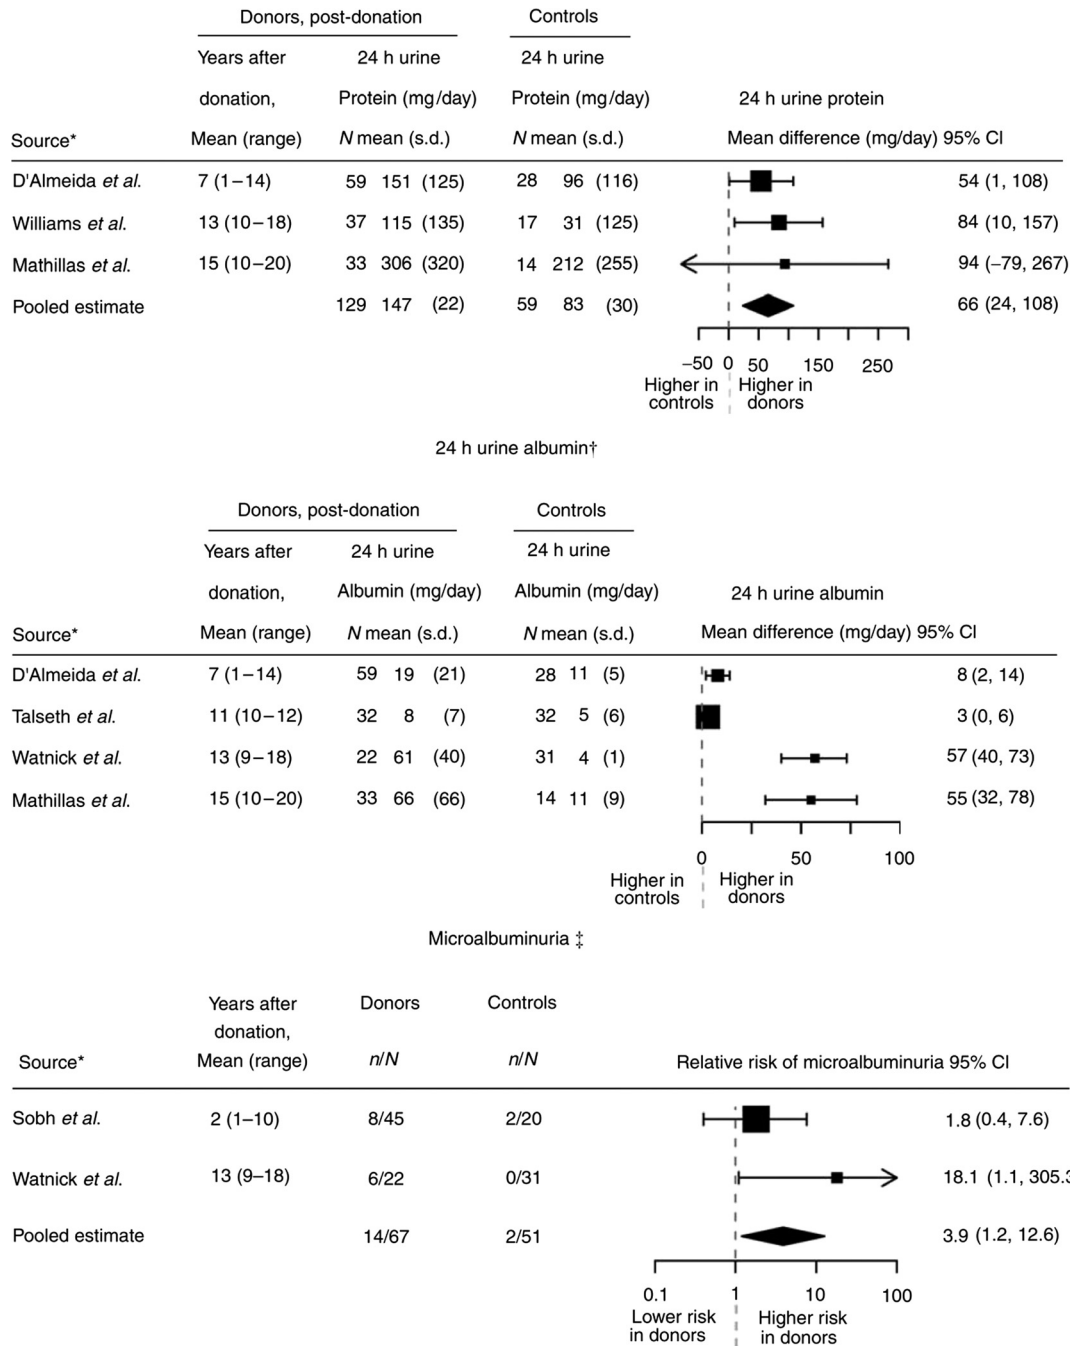 Donors, post-donation Controls
Years after 24 h urine 24 h urine
donation, Protein (mg/day) Protein (mg/day) 24 h urine protein
Source* Mean (range) N mean (s.d.) N mean (s.d.) Mean difference (mg/day) 95% CI
D'Almeida et al. 7 (1–14) 59 151 (125) 28 96 (116) 54 (1, 108)
Williams et al. 13 (10–18) 37 115 (135) 17 31 (125) 84 (10, 157)
Mathillas et al. 15 (10–20) 33 306 (320) 14 212 (255) 94 (–79, 267)
Pooled estimate 129 147 (22) 59 83 (30) 66 (24, 108)
–50 0 50 150 250
Higher in Higher in
controls donors
24 h urine albumin†
Donors, post-donation Controls
Years after 24 h urine 24 h urine
donation, Albumin (mg/day) Albumin (mg/day) 24 h urine albumin
Source* Mean (range) N mean (s.d.) N mean (s.d.) Mean difference (mg/day) 95% CI
D'Almeida et al. 7 (1–14) 59 19 (21) 28 11 (5) 8 (2, 14)
Talseth et al. 11 (10–12) 32 8 (7) 32 5 (6) 3 (0, 6)
Watnick et al. 13 (9–18) 22 61 (40) 31 4 (1) 57 (40, 73)
Mathillas et al. 15 (10–20) 33 66 (66) 14 11 (9) 55 (32, 78)
0 50 100
Higher in Higher in
controls donors
Microalbuminuria ‡
Years after Donors Controls
donation,
Source* Mean (range) n/N n/N Relative risk of microalbuminuria 95% CI
Sobh et al. 2 (1–10) 8/45 2/20 1.8 (0.4, 7.6)
Watnick et al. 13 (9–18) 6/22 0/31 18.1 (1.1, 305.3
Pooled estimate 14/67 2/51 3.9 (1.2, 12.6)
0.1 1 10 100
Lower risk Higher risk
in donors in donors